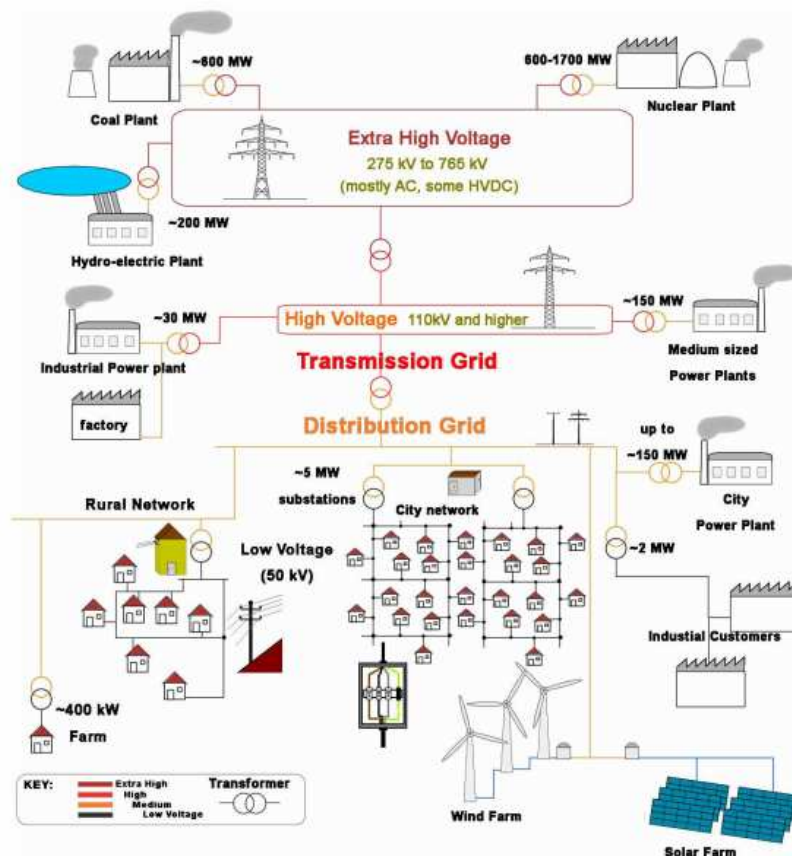 ~600 MW
600-1700 MW
Coal Plant
Nuclear Plant
Extra High Voltage
275 kV to 765 kV
(mostly AC, some HVDC)
~200 MW
Hydro-electric Plant
~30 MW
High Voltage 110kV and higher
~150 MW
Industrial Power plant
Medium sized
Power Plants
Transmission Grid
factory
Distribution Grid
up to
~150 MW
~5 MW
substations
City
Power Plant
Rural Network
City network
Low Voltage
(50 kV)
~2 MW
Industial Customers
~400 kW
Farm
KEY:
Extra High
High
Medium
Low Voltage
Transformer
Wind Farm
Solar Farm